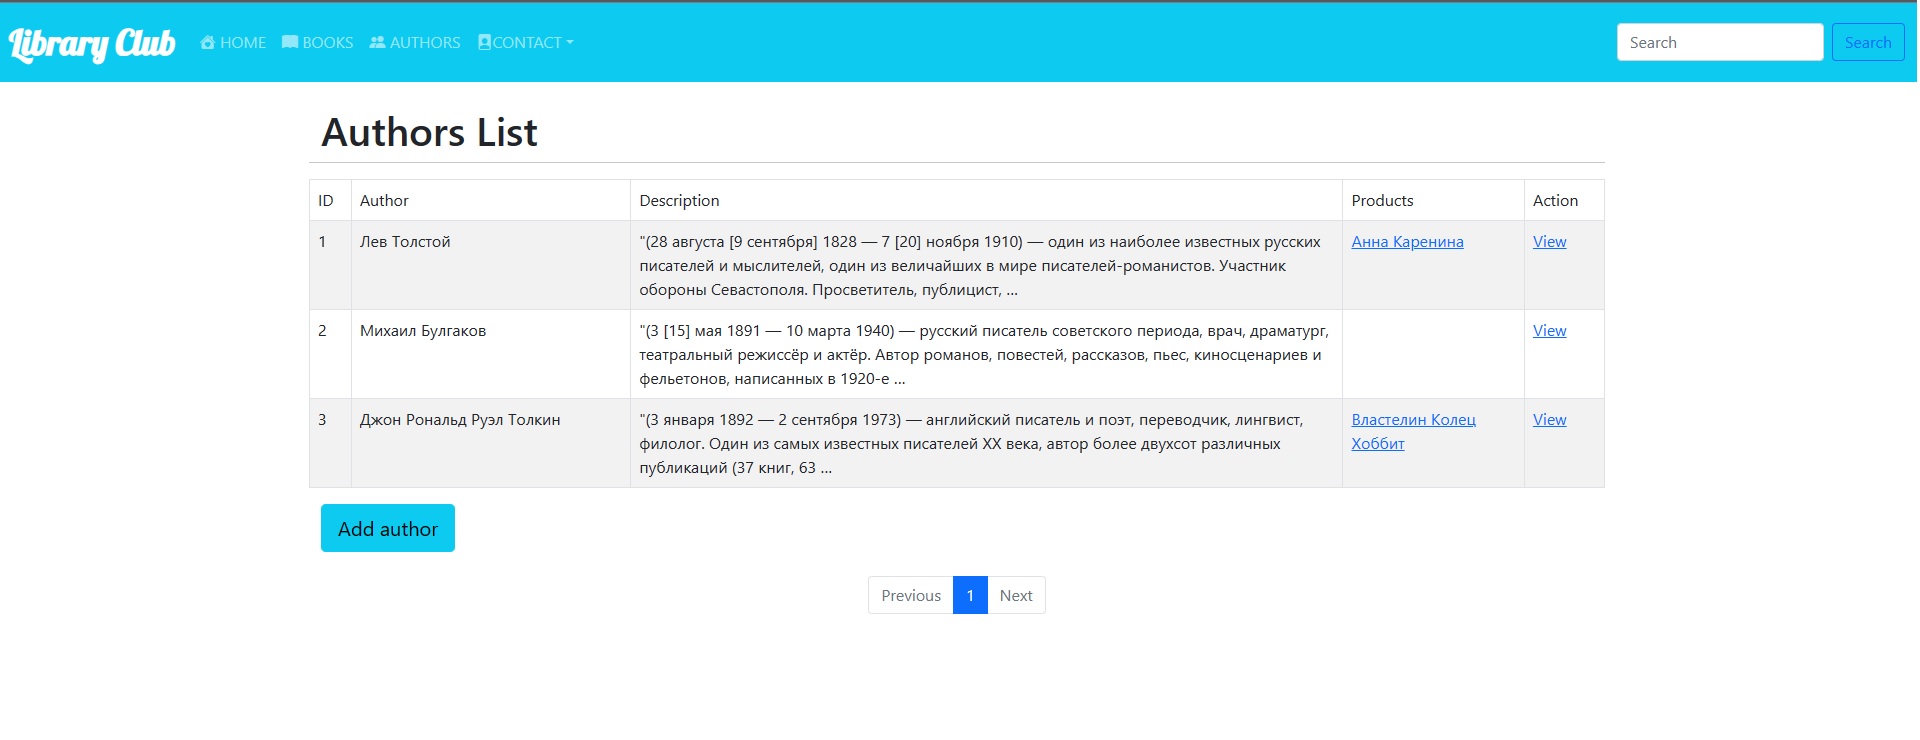 Library Club HOME BOOKS AUTHORS CONTACT Search Search
Authors List
ID Author Description Products Action
1 Лев Толстой "(28 августа [9 сентября] 1828 — 7 [20] ноября 1910) — один из наиболее известных русских Анна Каренина View
писателей и мыслителей, один из величайших в мире писателей-романистов. Участник
обороны Севастополя. Просветитель, публицист, ...
2 Михаил Булгаков "(3 [15] мая 1891 — 10 марта 1940) — русский писатель советского периода, врач, драматург, View
театральный режиссёр и актёр. Автор романов, повестей, рассказов, пьес, киносценариев и
фельетонов, написанных в 1920-е ...
3 Джон Рональд Руэл Толкин "(3 января 1892 — 2 сентября 1973) — английский писатель и поэт, переводчик, лингвист, Властелин Колец View
филолог. Один из самых известных писателей XX века, автор более двухсот различных Хоббит
публикаций (37 книг, 63 ...
Add author
Previous 1 Next